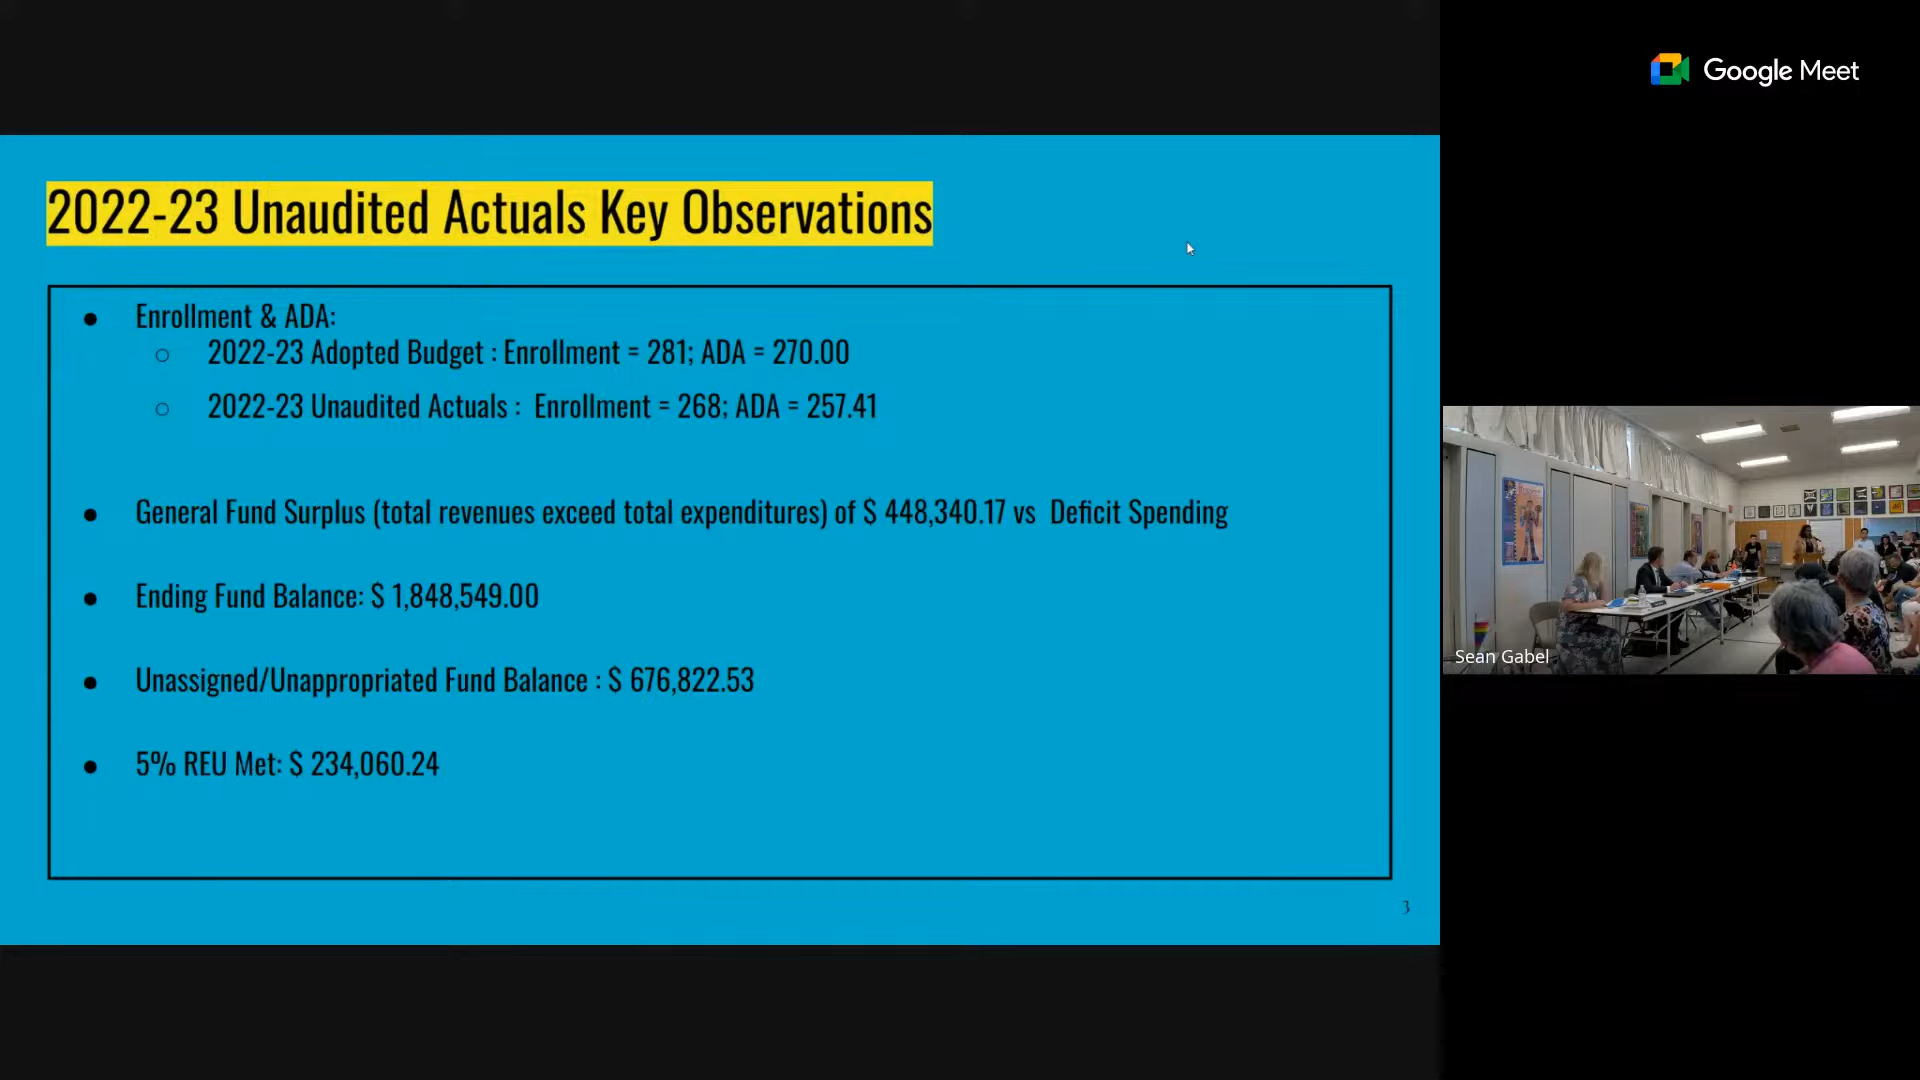 Google Meet
2022-23 Unaudited Actuals Key Observations
● Enrollment & ADA:
○ 2022-23 Adopted Budget : Enrollment = 281; ADA = 270.00
○ 2022-23 Unaudited Actuals : Enrollment = 268; ADA = 257.41
● General Fund Surplus (total revenues exceed total expenditures) of $ 448,340.17 vs Deficit Spending
● Ending Fund Balance: $ 1,848,549.00
● Unassigned/Unappropriated Fund Balance : $ 676,822.53
● 5% REU Met: $ 234,060.24
3
Sean Gabel